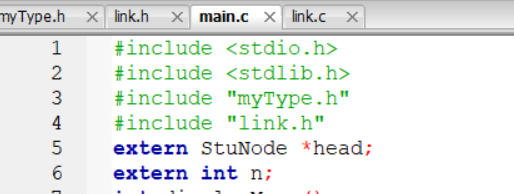 myType.h × link.h × main.c × link.c ×
1 #include <stdio.h>
2 #include <stdlib.h>
3 #include "myType.h"
4 #include "link.h"
5 extern StuNode *head;
6 extern int n;